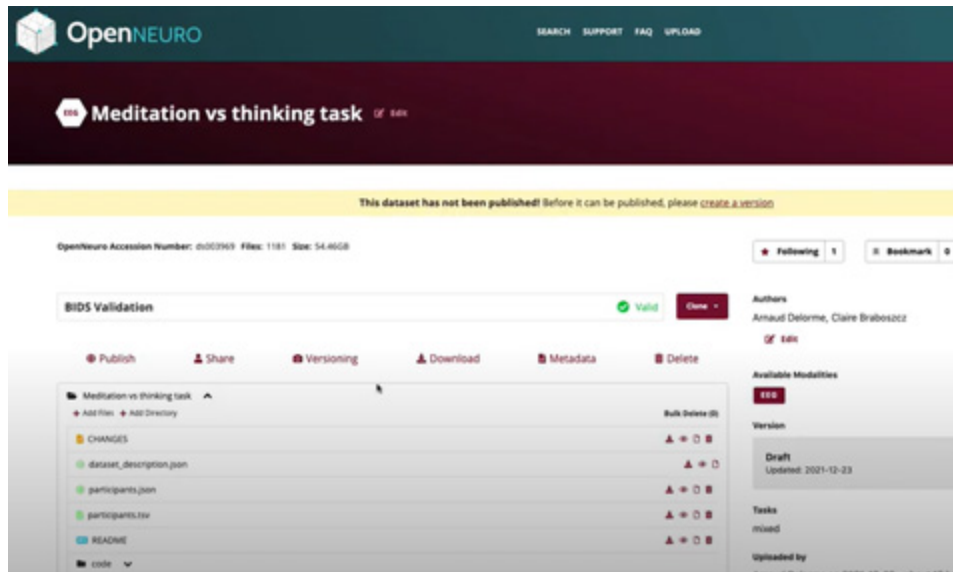 OPENNEURO
SEARCH SUPPORT FAQ UPLOAD
EEG Meditation vs thinking task Edit
This dataset has not been published! Before it can be published, please create a version
OpenNeuro Accession Number: ds003969 Files: 1181 Size: 54.46GB
Following 1 Bookmark 0
BIDS Validation Valid Clone
Authors
Arnaud Delorme, Claire Braboszcz
Edit
Publish Share Versioning Download Metadata Delete
Available Modalities
EEG
Meditation vs thinking task
+ Add Files + Add Directory Bulk Delete (0)
Version
CHANGES
Draft
Updated: 2021-12-23
dataset_description.json
participants.json
participants.tsv
Tasks
mixed
README
Uploaded by
code